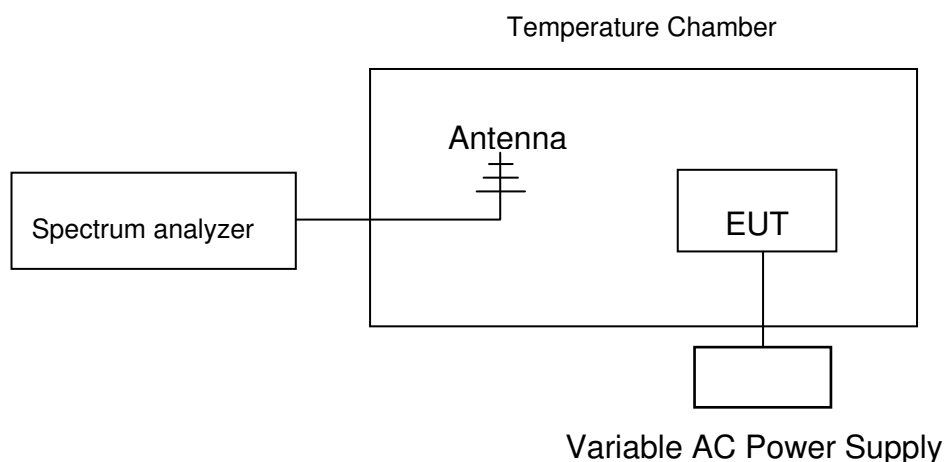 Temperature Chamber
Antenna
Spectrum analyzer
EUT
Variable AC Power Supply